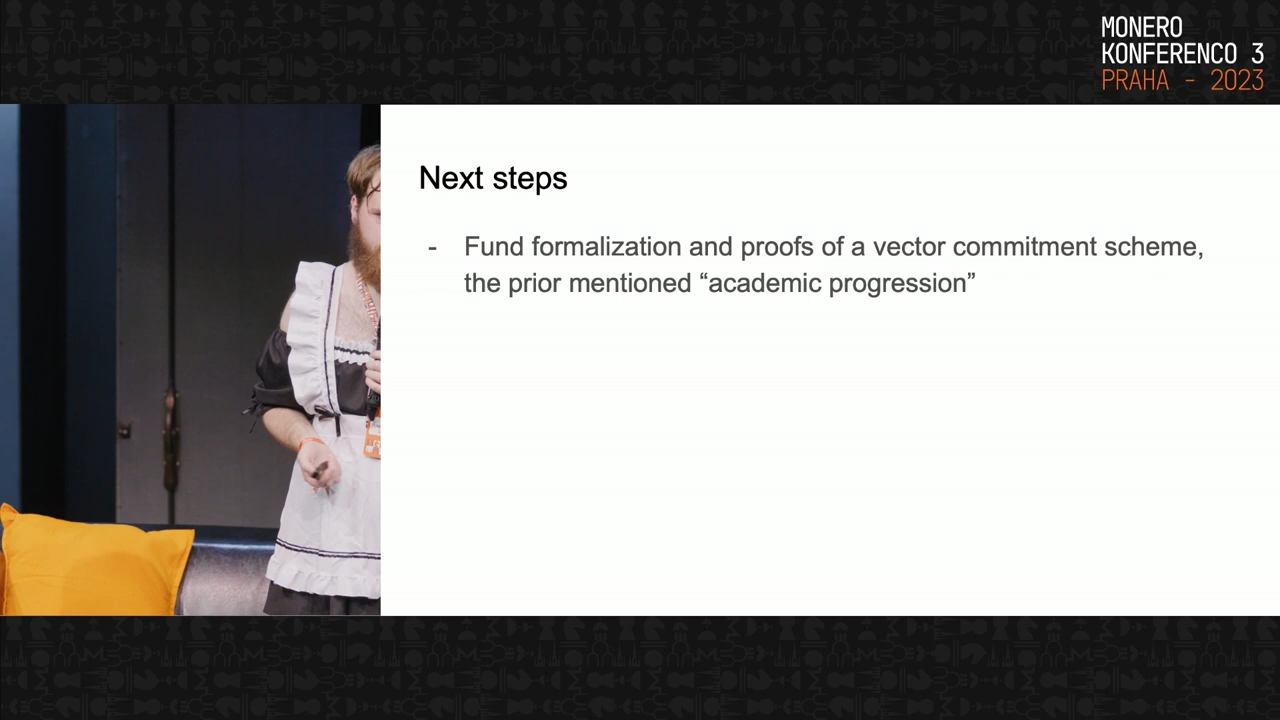 MONERO
KONFERENCO 3
PRAHA - 2023
Next steps
- Fund formalization and proofs of a vector commitment scheme,
the prior mentioned “academic progression”